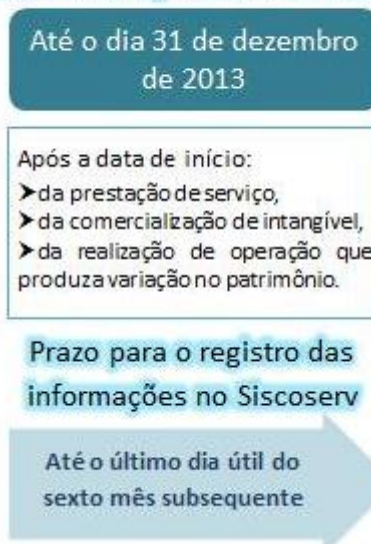 Até o dia 31 de dezembro
de 2013
Após a data de início:
➤da prestação de serviço,
➤da comercialização de intangível,
➤da realização de operação que
produza variação no patrimônio.
Prazo para o registro das
informações no Siscoserv
Até o último dia útil do
sexto mês subsequente